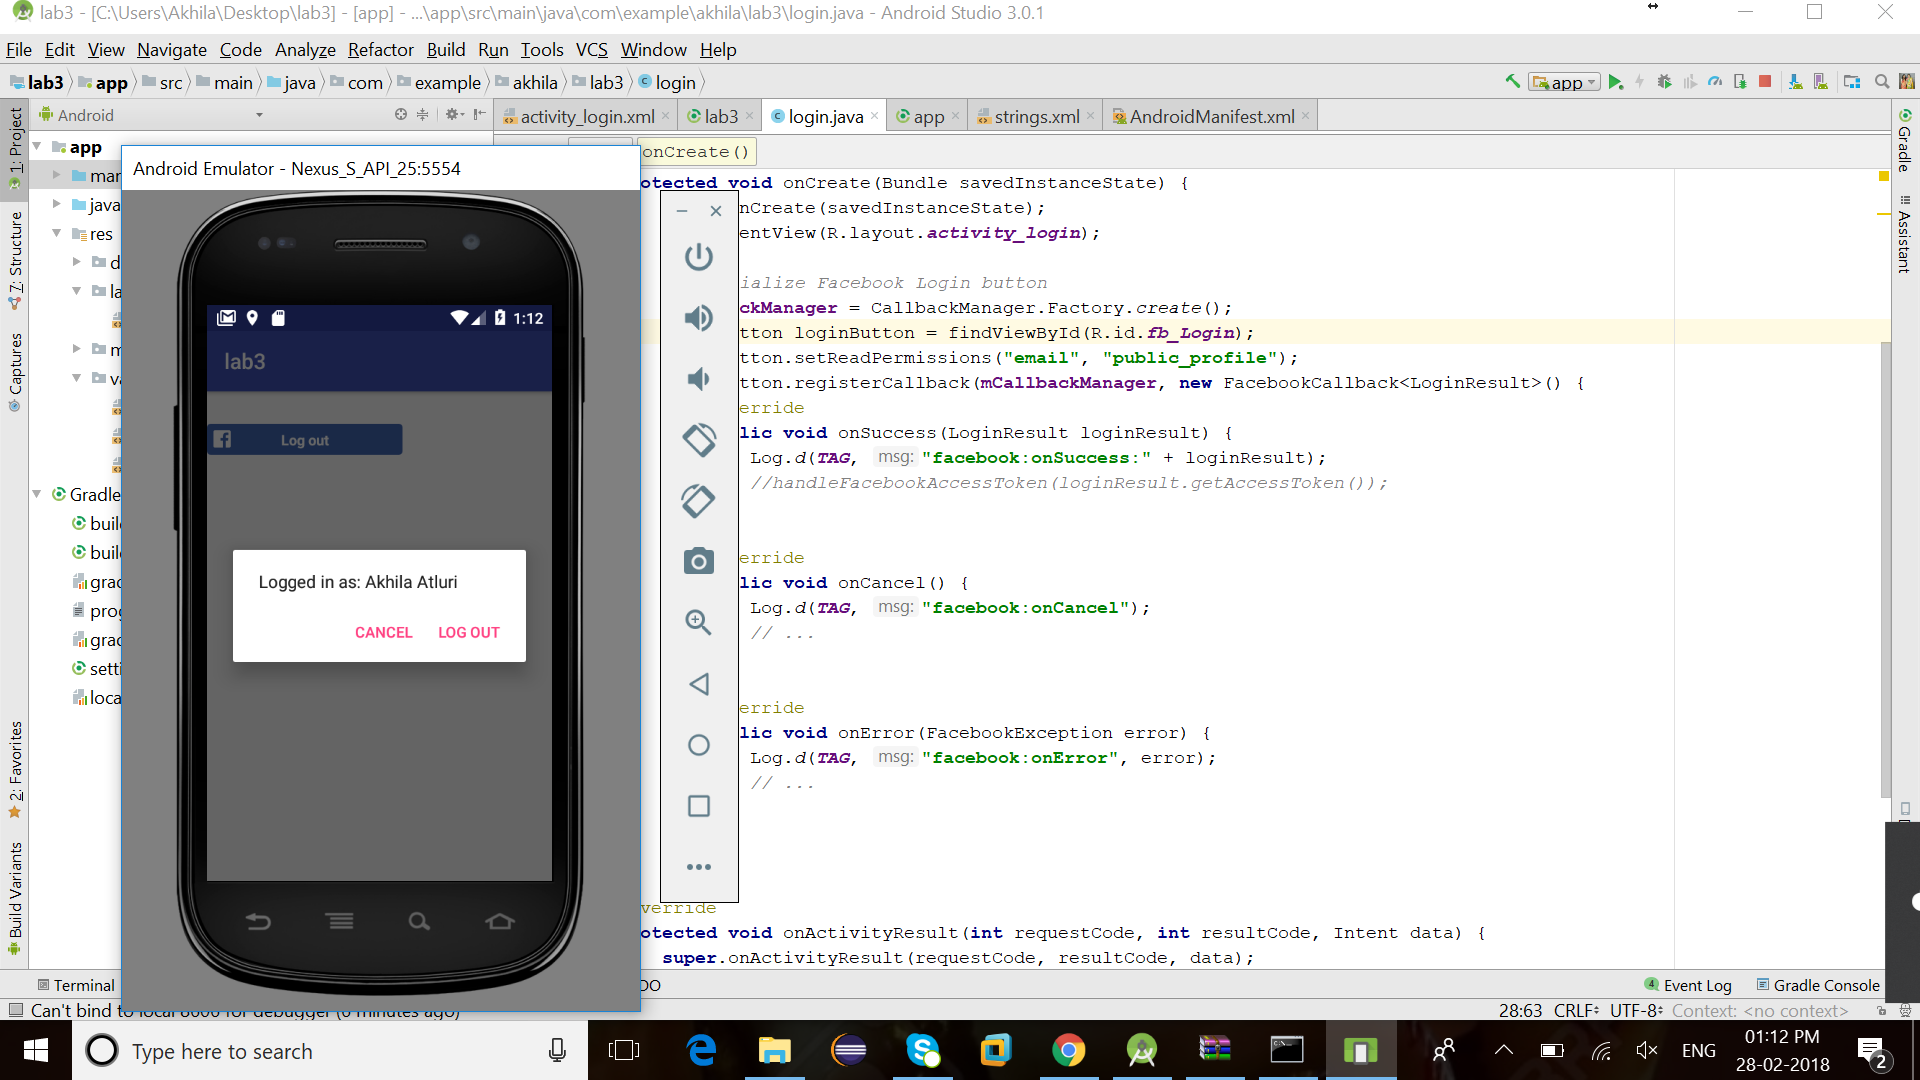 lab3 - [C:\Users\Akhila\Desktop\lab3] - [app] - ...\app\src\main\java\com\example\akhila\lab3\login.java - Android Studio 3.0.1
File Edit View Navigate Code Analyze Refactor Build Run Tools VCS Window Help
lab3 app src main java com example akhila lab3 login
app
Android
activity_login.xml lab3 login.java app strings.xml AndroidManifest.xml
1: Project
7: Structure
Captures
2: Favorites
Build Variants
app
java
res
Gradle
Android Emulator - Nexus_S_API_25:5554
1:12
lab3
Log out
Logged in as: Akhila Atluri
CANCEL LOG OUT
onCreate()
otected void onCreate(Bundle savedInstanceState) {
nCreate(savedInstanceState);
entView(R.layout.activity_login);
ialize Facebook Login button
ckManager = CallbackManager.Factory.create();
tton loginButton = findViewById(R.id.fb_Login);
tton.setReadPermissions("email", "public_profile");
tton.registerCallback(mCallbackManager, new FacebookCallback<LoginResult>() {
erride
lic void onSuccess(LoginResult loginResult) {
Log.d(TAG, msg: "facebook:onSuccess:" + loginResult);
//handleFacebookAccessToken(loginResult.getAccessToken());
erride
lic void onCancel() {
Log.d(TAG, msg: "facebook:onCancel");
// ...
erride
lic void onError(FacebookException error) {
Log.d(TAG, msg: "facebook:onError", error);
// ...
verride
otected void onActivityResult(int requestCode, int resultCode, Intent data) {
super.onActivityResult(requestCode, resultCode, data);
Gradle
Assistant
Terminal
DO
4 Event Log Gradle Console
Can't bind to local 8600 for debugger (6 minutes ago)
28:63 CRLF UTF-8 Context: <no context>
Type here to search
ENG
01:12 PM
28-02-2018
2